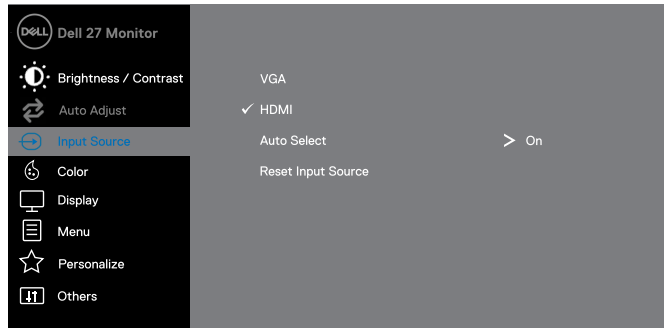 DELL Dell 27 Monitor
Brightness / Contrast
VGA
Auto Adjust
HDMI
Input Source
Auto Select > On
Color
Reset Input Source
Display
Menu
Personalize
Others